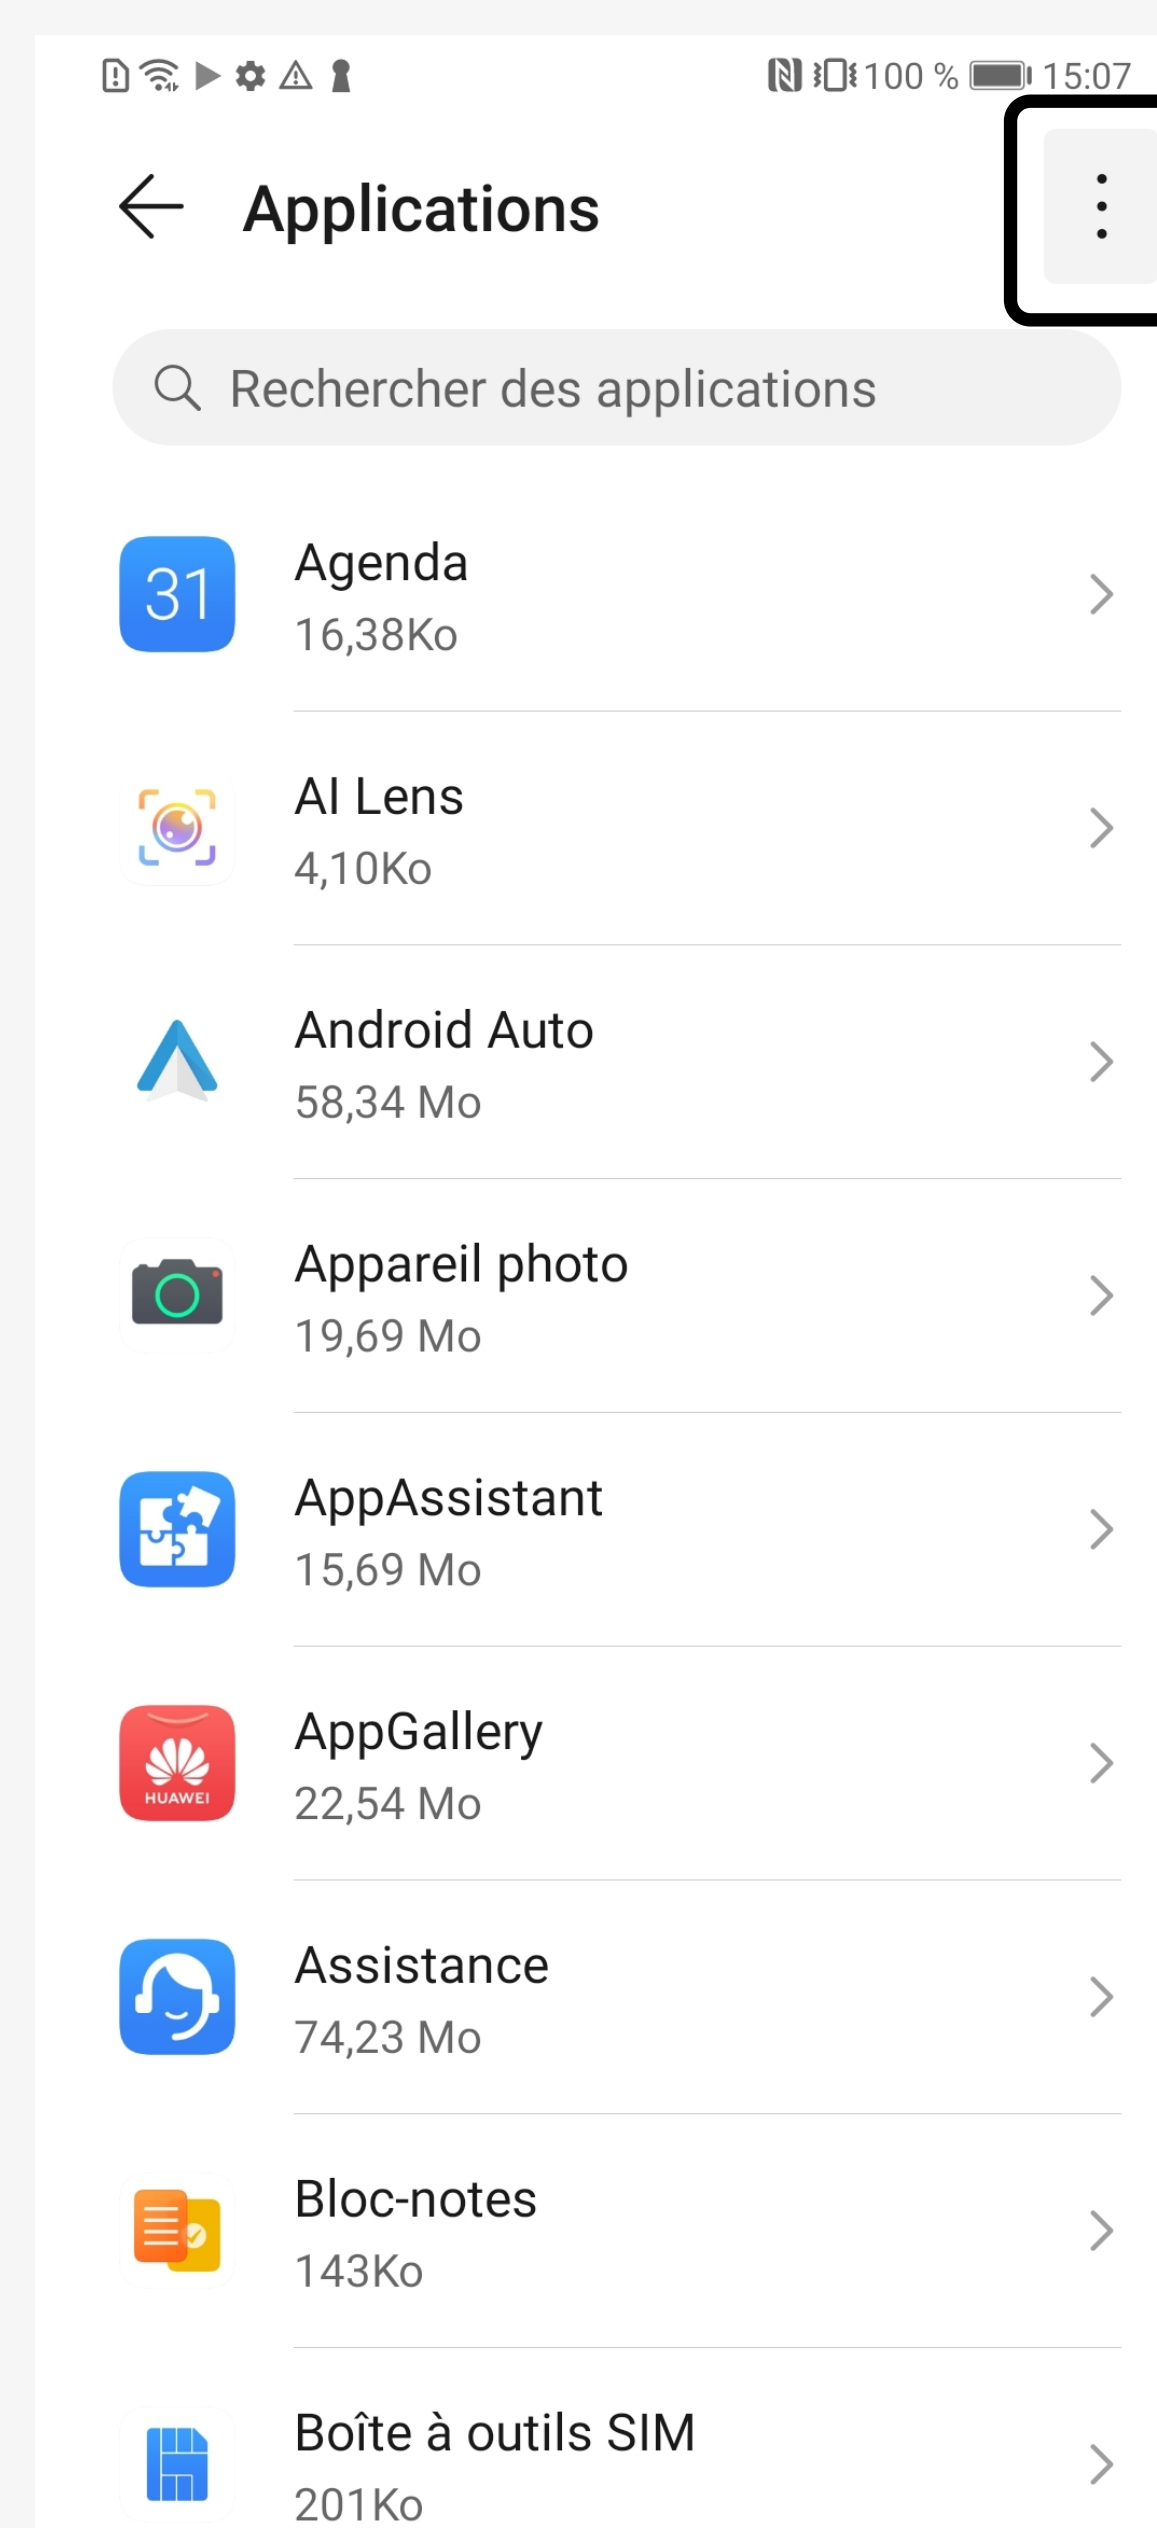 100 % 15:07
Applications
Rechercher des applications
31
Agenda
16,38Ko
AI Lens
4,10Ko
Android Auto
58,34 Mo
Appareil photo
19,69 Mo
AppAssistant
15,69 Mo
HUAWEI
AppGallery
22,54 Mo
Assistance
74,23 Mo
Bloc-notes
143Ko
Boîte à outils SIM
201Ko